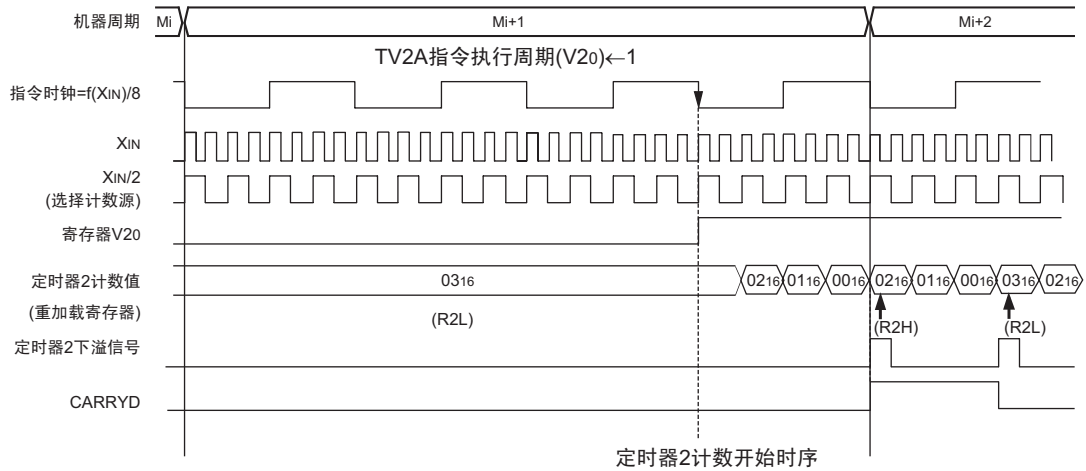 机器周期 Mi Mi+1 Mi+2
TV2A指令执行周期(V20)←1
指令时钟=f(XIN)/8
XIN
XIN/2
(选择计数源)
寄存器V20
定时器2计数值 0316 0216 0116 0016 0216 0116 0016 0316 0216
(重加载寄存器) (R2L) (R2H) (R2L)
定时器2下溢信号
CARRYD
定时器2计数开始时序